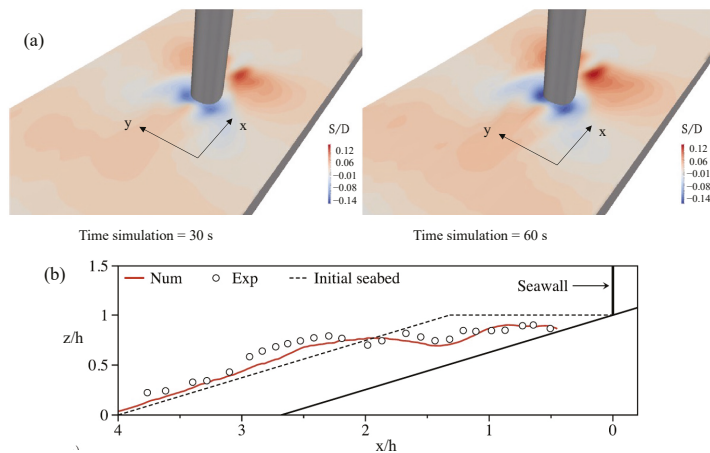 (a)
y
x
S/D
0.12
0.06
−0.01
−0.08
−0.14
Time simulation = 30 s
y
x
S/D
0.12
0.06
−0.01
−0.08
−0.14
Time simulation = 60 s
(b)
1.5
1
0.5
0
z/h
Num
Exp
Initial seabed
Seawall
4
3
2
1
0
x/h